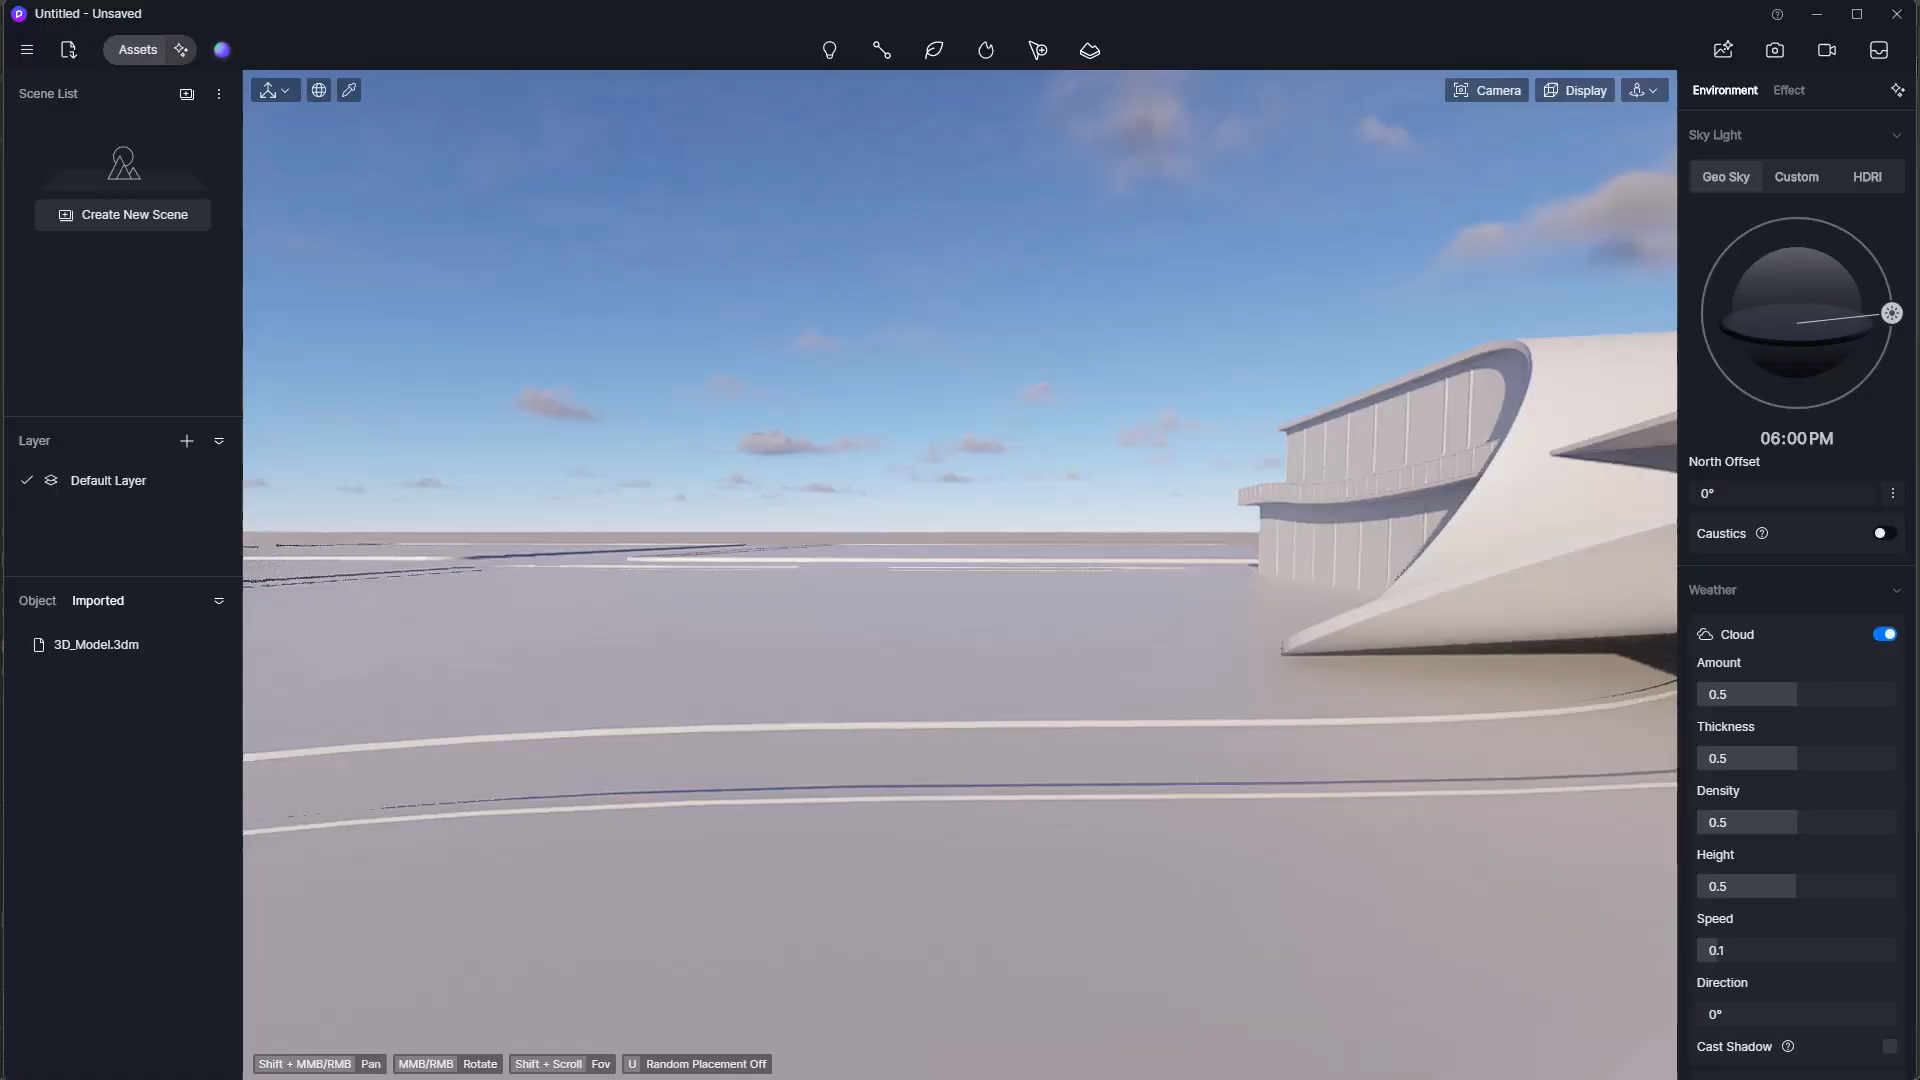 Untitled - Unsaved
Assets
Scene List
Create New Scene
Layer
Default Layer
Object Imported
3D_Model.3dm
Camera
Display
Shift + MMB/RMB Pan
MMB/RMB Rotate
Shift + Scroll Fov
U Random Placement Off
Environment Effect
Sky Light
Geo Sky Custom HDRI
06:00 PM
North Offset
0°
Caustics
Weather
Cloud
Amount
0.5
Thickness
0.5
Density
0.5
Height
0.5
Speed
0.1
Direction
0°
Cast Shadow